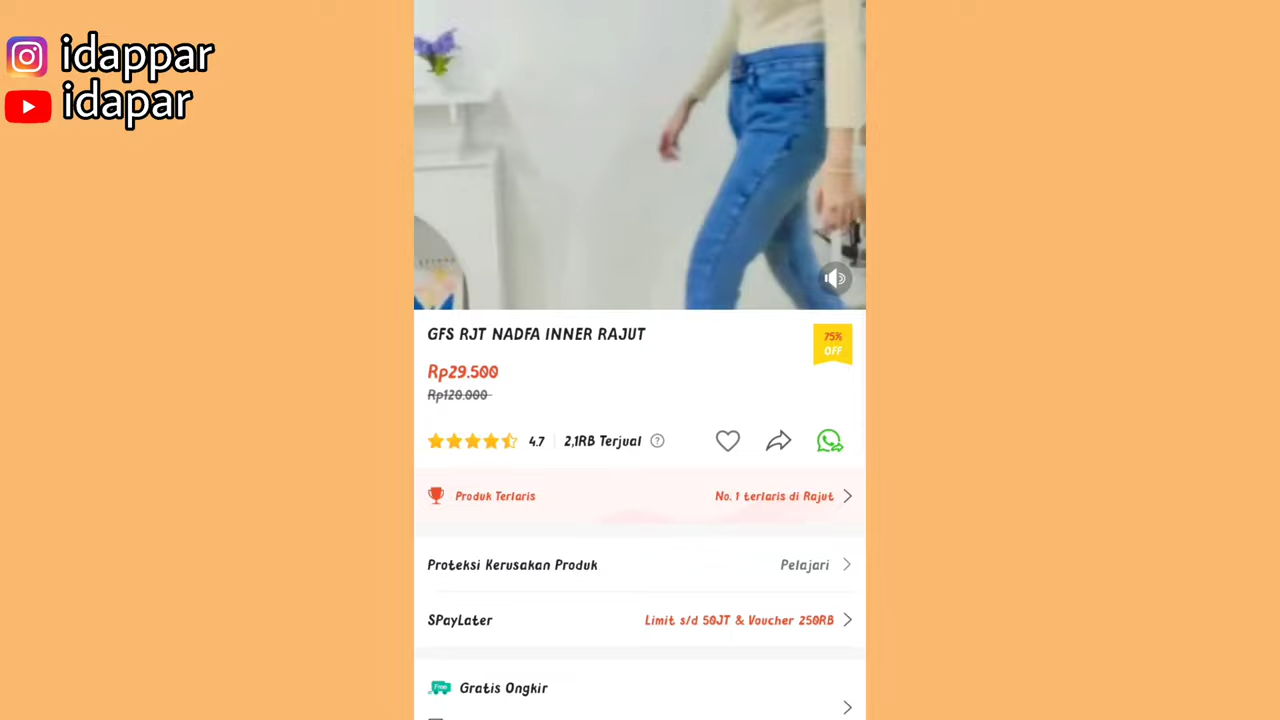 idappar
idapar
GFS RJT NADFA INNER RAJUT
75%
OFF
Rp29.500
Rp120.000
4.7 2,1RB Terjual ?
Produk Terlaris No. 1 terlaris di Rajut
Proteksi Kerusakan Produk Pelajari
SPayLater Limit s/d 50JT & Voucher 250RB
Free Gratis Ongkir